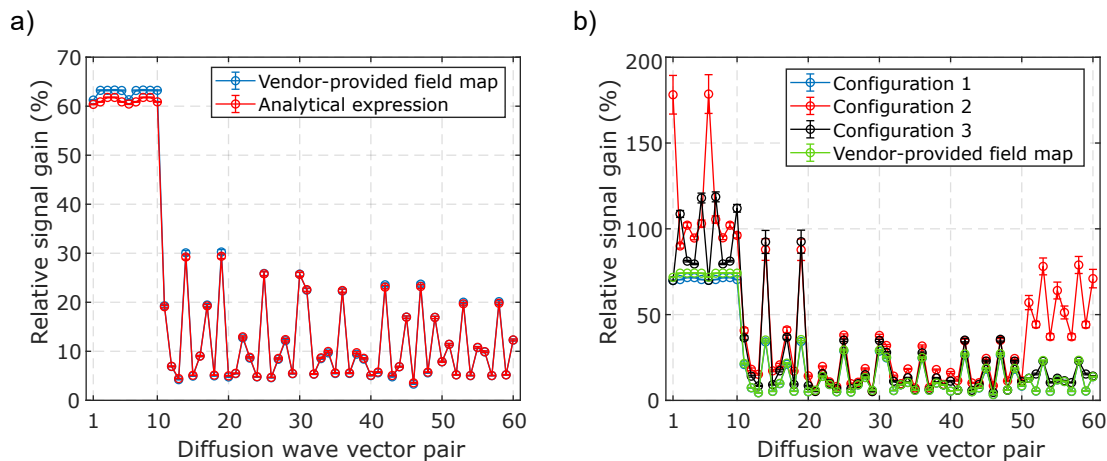 a)
Relative signal gain (%)
70
60
50
40
30
20
10
0
1
10
20
30
40
50
60
Diffusion wave vector pair
Vendor-provided field map
Analytical expression
b)
Relative signal gain (%)
200
150
100
50
0
1
10
20
30
40
50
60
Diffusion wave vector pair
Configuration 1
Configuration 2
Configuration 3
Vendor-provided field map